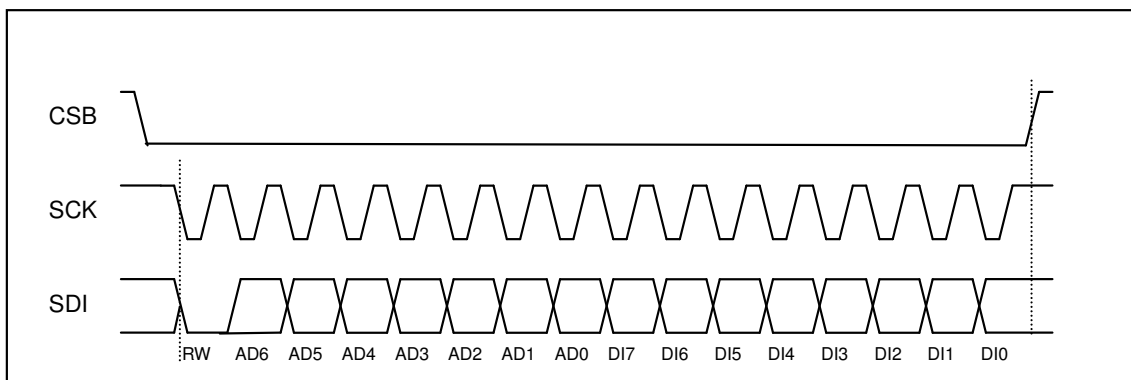 CSB
SCK
SDI
RW AD6 AD5 AD4 AD3 AD2 AD1 AD0 DI7 DI6 DI5 DI4 DI3 DI2 DI1 DI0